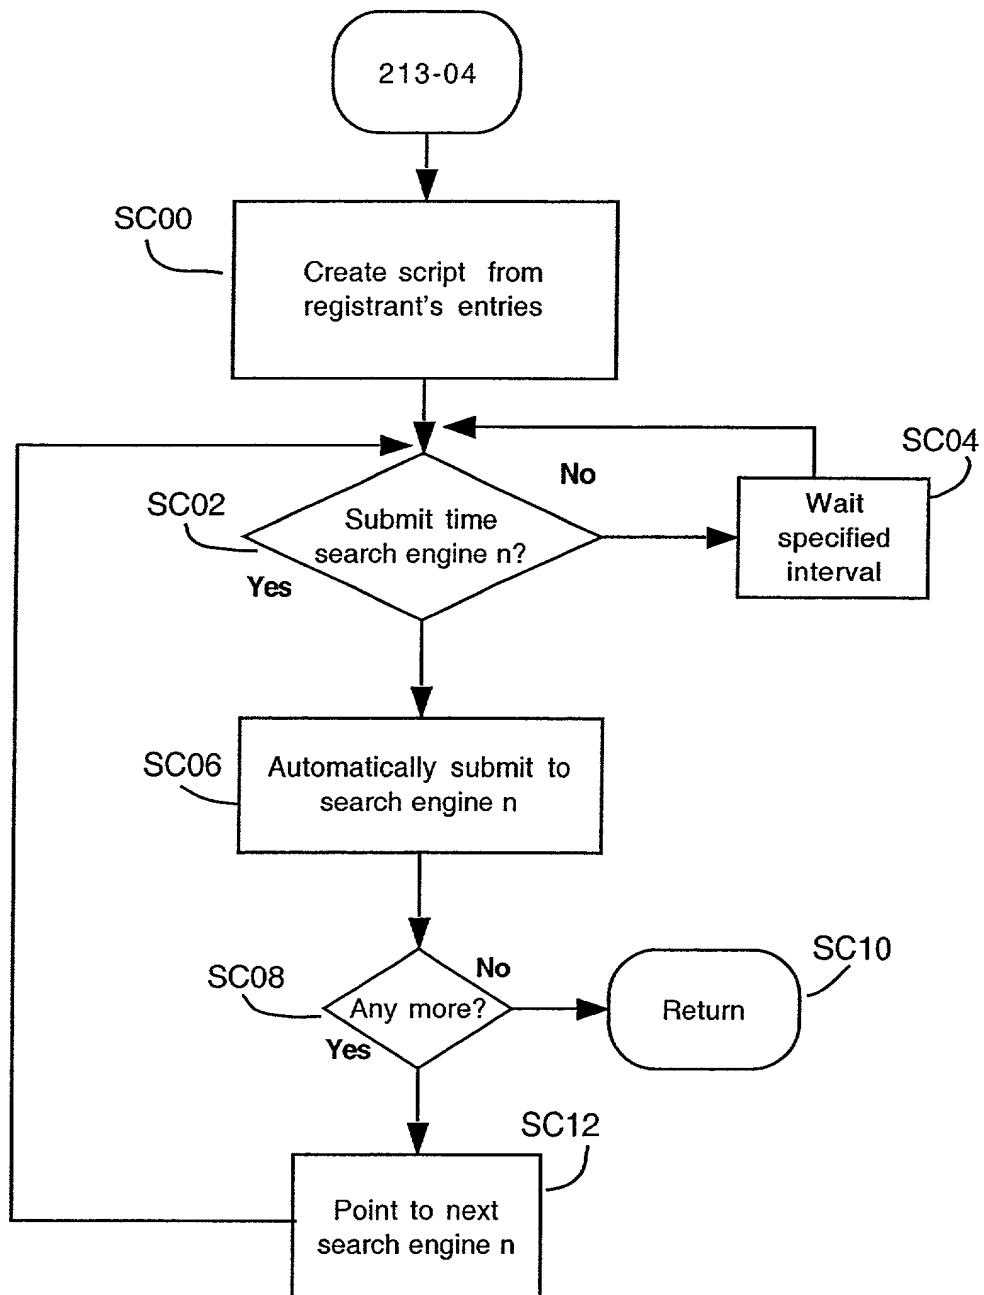 213-04
SC00
Create script from
registrant's entries
SC04
No
SC02
Submit time
search engine n?
Wait
specified
interval
Yes
SC06
Automatically submit to
search engine n
SC08
No
SC10
Any more?
Return
Yes
SC12
Point to next
search engine n